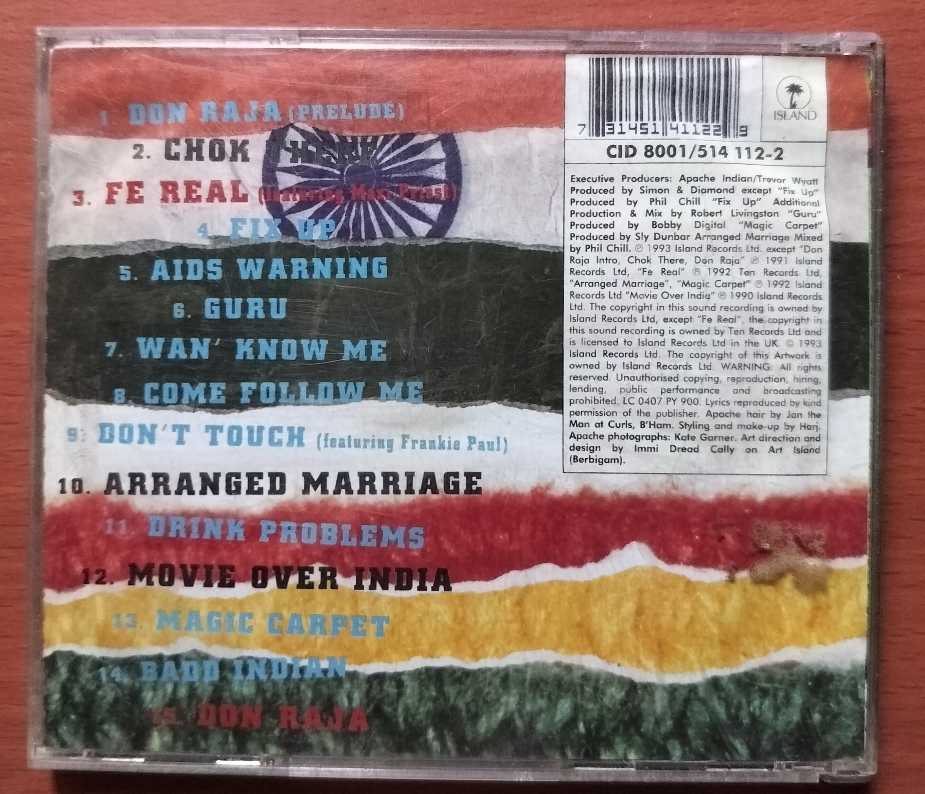 1 DON RAJA (PRELUDE)
2. CHOK THERE
3. FE REAL (featuring Maxi Priest)
4. FIX UP
5. AIDS WARNING
6. GURU
7. WAN' KNOW ME
8. COME FOLLOW ME
9. DON'T TOUCH (featuring Frankie Paul)
10. ARRANGED MARRIAGE
11. DRINK PROBLEMS
12. MOVIE OVER INDIA
13. MAGIC CARPET
14. BADD INDIAN
15. DON RAJA
7 31451 41122 9
ISLAND
CID 8001/514 112-2
Executive Producers: Apache Indian/Trevor Wyatt
Produced by Simon & Diamond except "Fix Up"
Produced by Phil Chill "Fix Up" Additional
Production & Mix by Robert Livingston "Guru"
Produced by Bobby Digital "Magic Carpet"
Produced by Sly Dunbar Arranged Marriage Mixed
by Phil Chill. ℗ 1993 Island Records Ltd. except "Don
Raja Intro, Chok There, Don Raja" ℗ 1991 Island
Records Ltd, "Fe Real" ℗ 1992 Ten Records Ltd,
"Arranged Marriage", "Magic Carpet" ℗ 1992 Island
Records Ltd "Movie Over India" ℗ 1990 Island Records
Ltd. The copyright in this sound recording is owned by
Island Records Ltd, except "Fe Real", the copyright in
this sound recording is owned by Ten Records Ltd and
is licensed to Island Records Ltd in the UK. © 1993
Island Records Ltd. The copyright of this Artwork is
owned by Island Records Ltd. WARNING: All rights
reserved. Unauthorised copying, reproduction, hiring,
lending, public performance and broadcasting
prohibited. LC 0407 PY 900. Lyrics reproduced by kind
permission of the publisher. Apache hair by Jan the
Man at Curls, B'Ham. Styling and make-up by Harj.
Apache photographs: Kate Garner. Art direction and
design by Immi Dread Cally on Art Island
(Berbigam).